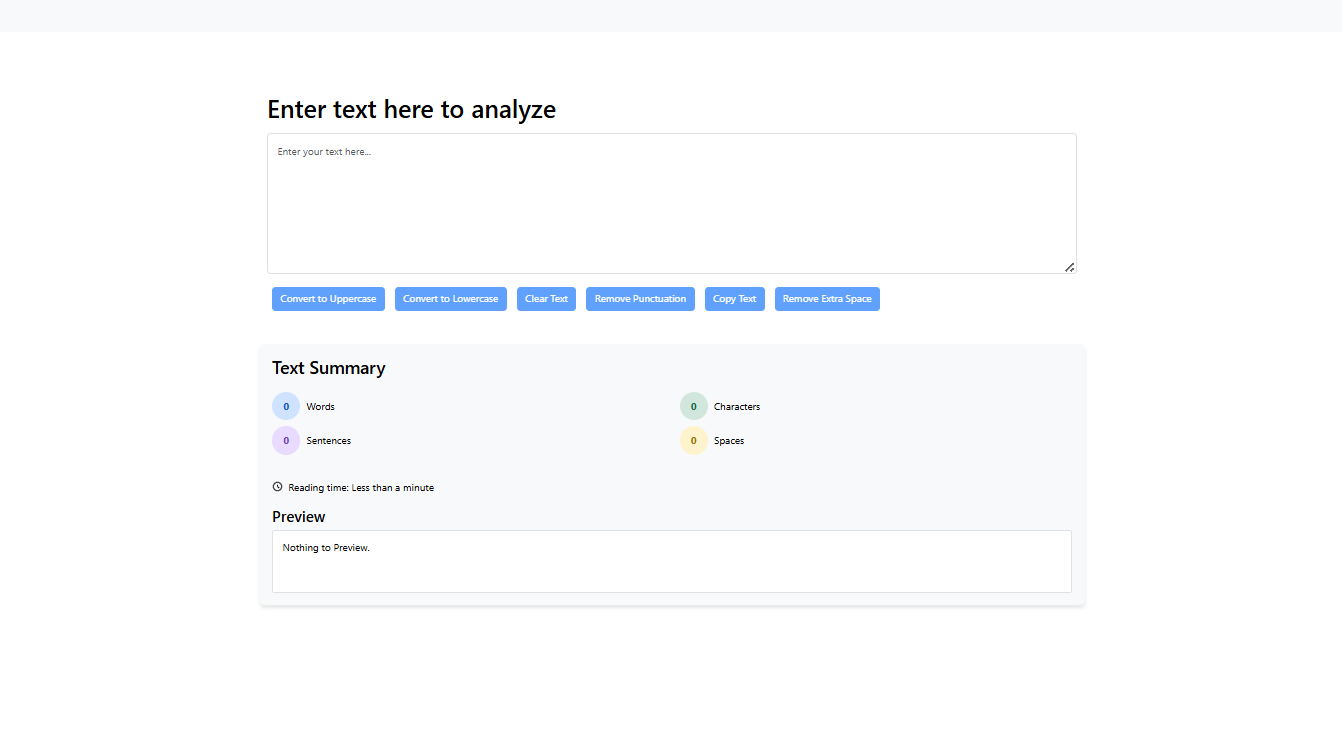 Enter text here to analyze
Enter your text here...
Convert to Uppercase Convert to Lowercase Clear Text Remove Punctuation Copy Text Remove Extra Space
Text Summary
0 Words 0 Characters
0 Sentences 0 Spaces
Reading time: Less than a minute
Preview
Nothing to Preview.